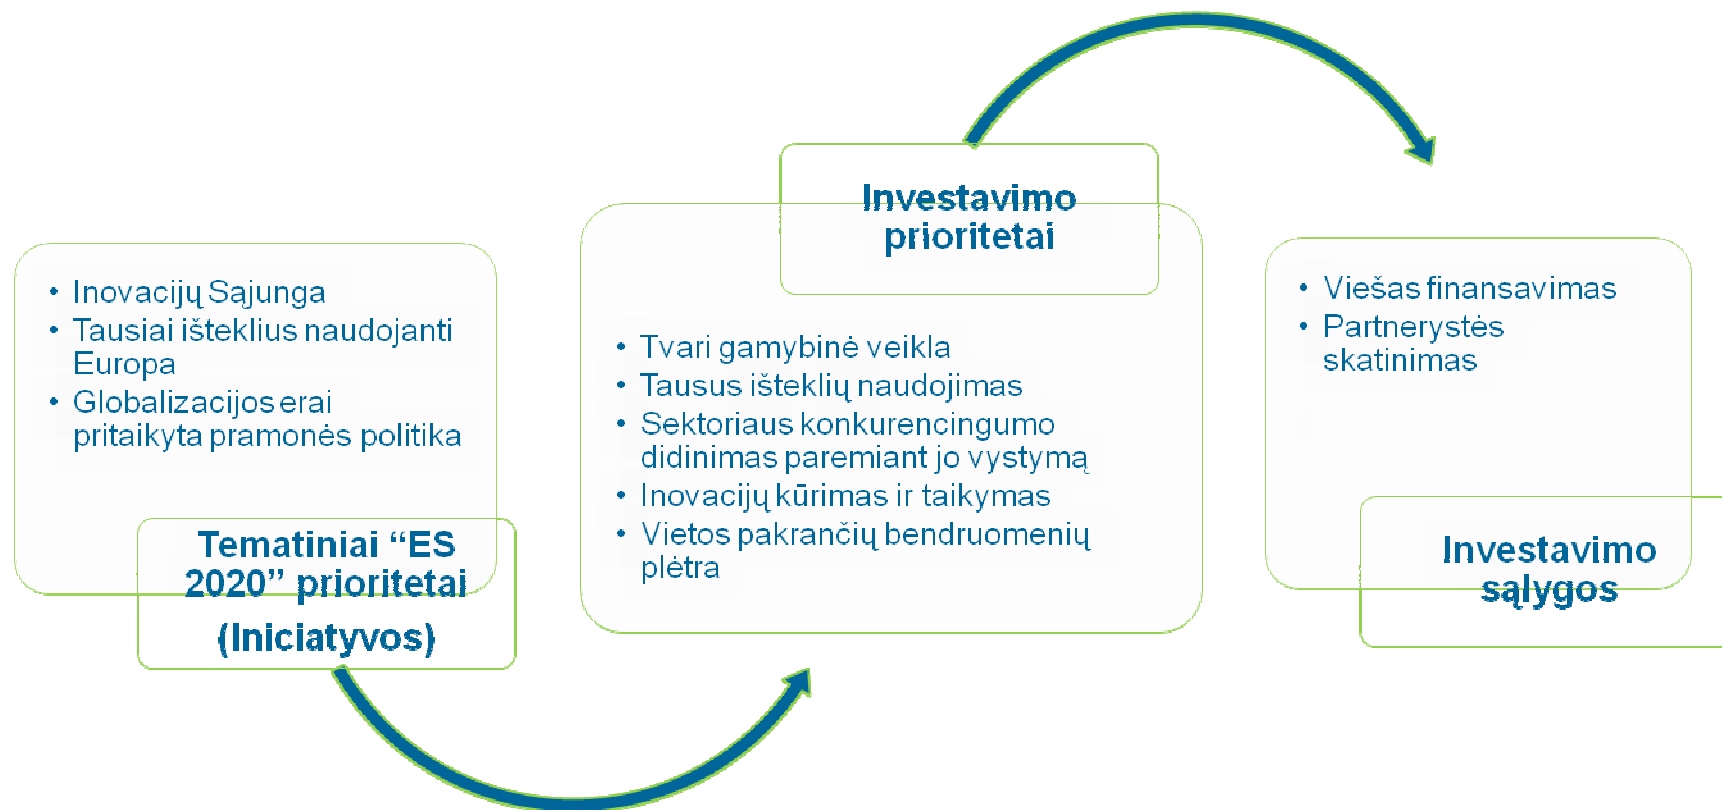 • Inovacijų Sąjunga
• Tausiai išteklius naudojanti
Europa
• Globalizacijos erai
pritaikyta pramonės politika
Tematiniai “ES
2020” prioritetai
(Iniciatyvos)
Investavimo
prioritetai
• Tvari gamybinė veikla
• Tausus išteklių naudojimas
• Sektoriaus konkurencingumo
didinimas paremiant jo vystymą
• Inovacijų kūrimas ir taikymas
• Vietos pakrančių bendruomenių
plėtra
• Viešas finansavimas
• Partnerystės
skatinimas
Investavimo
sąlygos